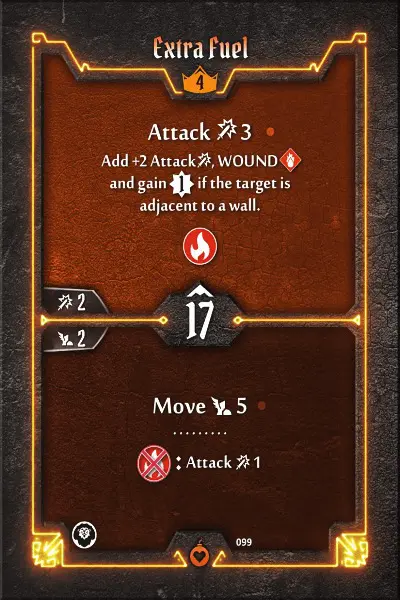 Extra Fuel
4
Attack 3
Add +2 Attack, WOUND
and gain 1 if the target is
adjacent to a wall.
2
17
2
Move 5
: Attack 1
099